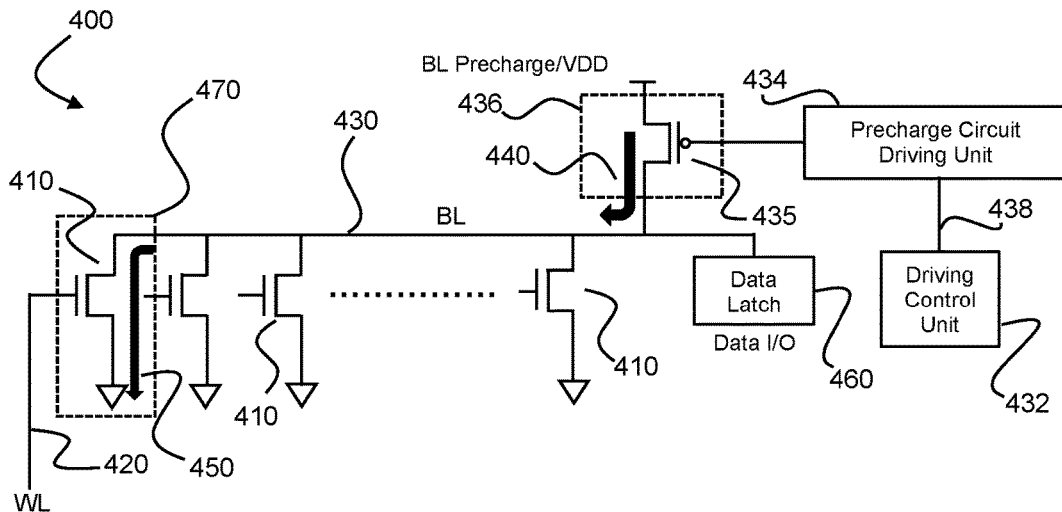 400
470
430
BL Precharge/VDD
436
434
Precharge Circuit
Driving Unit
440
435
438
410
BL
Data
Latch
Data I/O
Driving
Control
Unit
410
410
460
432
420
450
WL